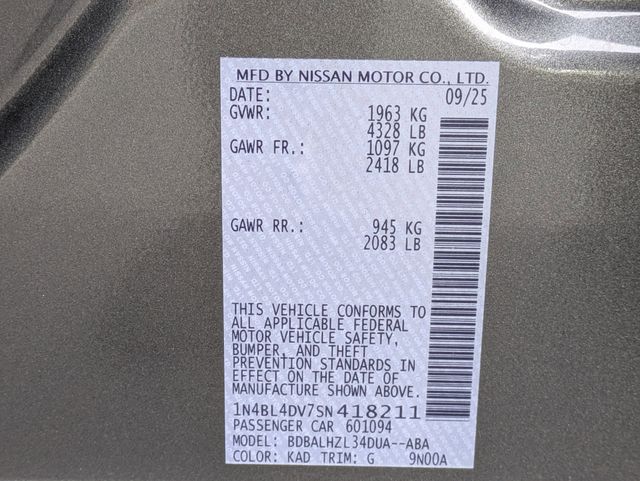 MFD BY NISSAN MOTOR CO., LTD.
DATE: 09/25
GVWR: 1963 KG
4328 LB
GAWR FR.: 1097 KG
2418 LB
GAWR RR.: 945 KG
2083 LB
THIS VEHICLE CONFORMS TO
ALL APPLICABLE FEDERAL
MOTOR VEHICLE SAFETY,
BUMPER, AND THEFT
PREVENTION STANDARDS IN
EFFECT ON THE DATE OF
MANUFACTURE SHOWN ABOVE.
1N4BL4DV7SN418211
PASSENGER CAR 601094
MODEL: BDBALHZL34DUA--ABA
COLOR: KAD TRIM: G 9N00A